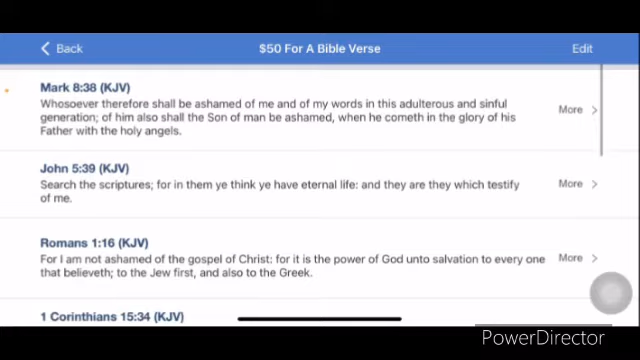 Back
$50 For A Bible Verse
Edit
Mark 8:38 (KJV)
Whosoever therefore shall be ashamed of me and of my words in this adulterous and sinful
generation; of him also shall the Son of man be ashamed, when he cometh in the glory of his
Father with the holy angels.
More
John 5:39 (KJV)
Search the scriptures; for in them ye think ye have eternal life: and they are they which testify
of me.
More
Romans 1:16 (KJV)
For I am not ashamed of the gospel of Christ: for it is the power of God unto salvation to every one
that believeth; to the Jew first, and also to the Greek.
More
1 Corinthians 15:34 (KJV)
PowerDirector